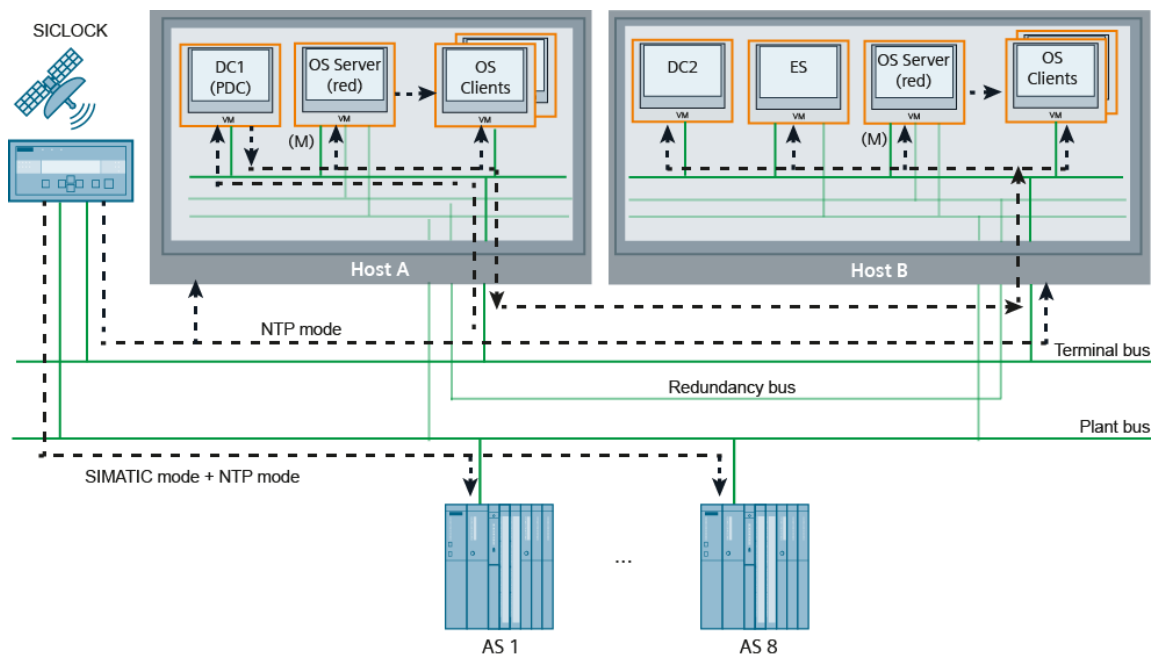 SICLOCK
DC1
(PDC)
VM
OS Server
(red)
VM
(M)
OS
Clients
VM
Host A
DC2
VM
ES
VM
OS Server
(red)
VM
(M)
OS
Clients
VM
Host B
NTP mode
Terminal bus
Redundancy bus
Plant bus
SIMATIC mode + NTP mode
...
AS 1
AS 8